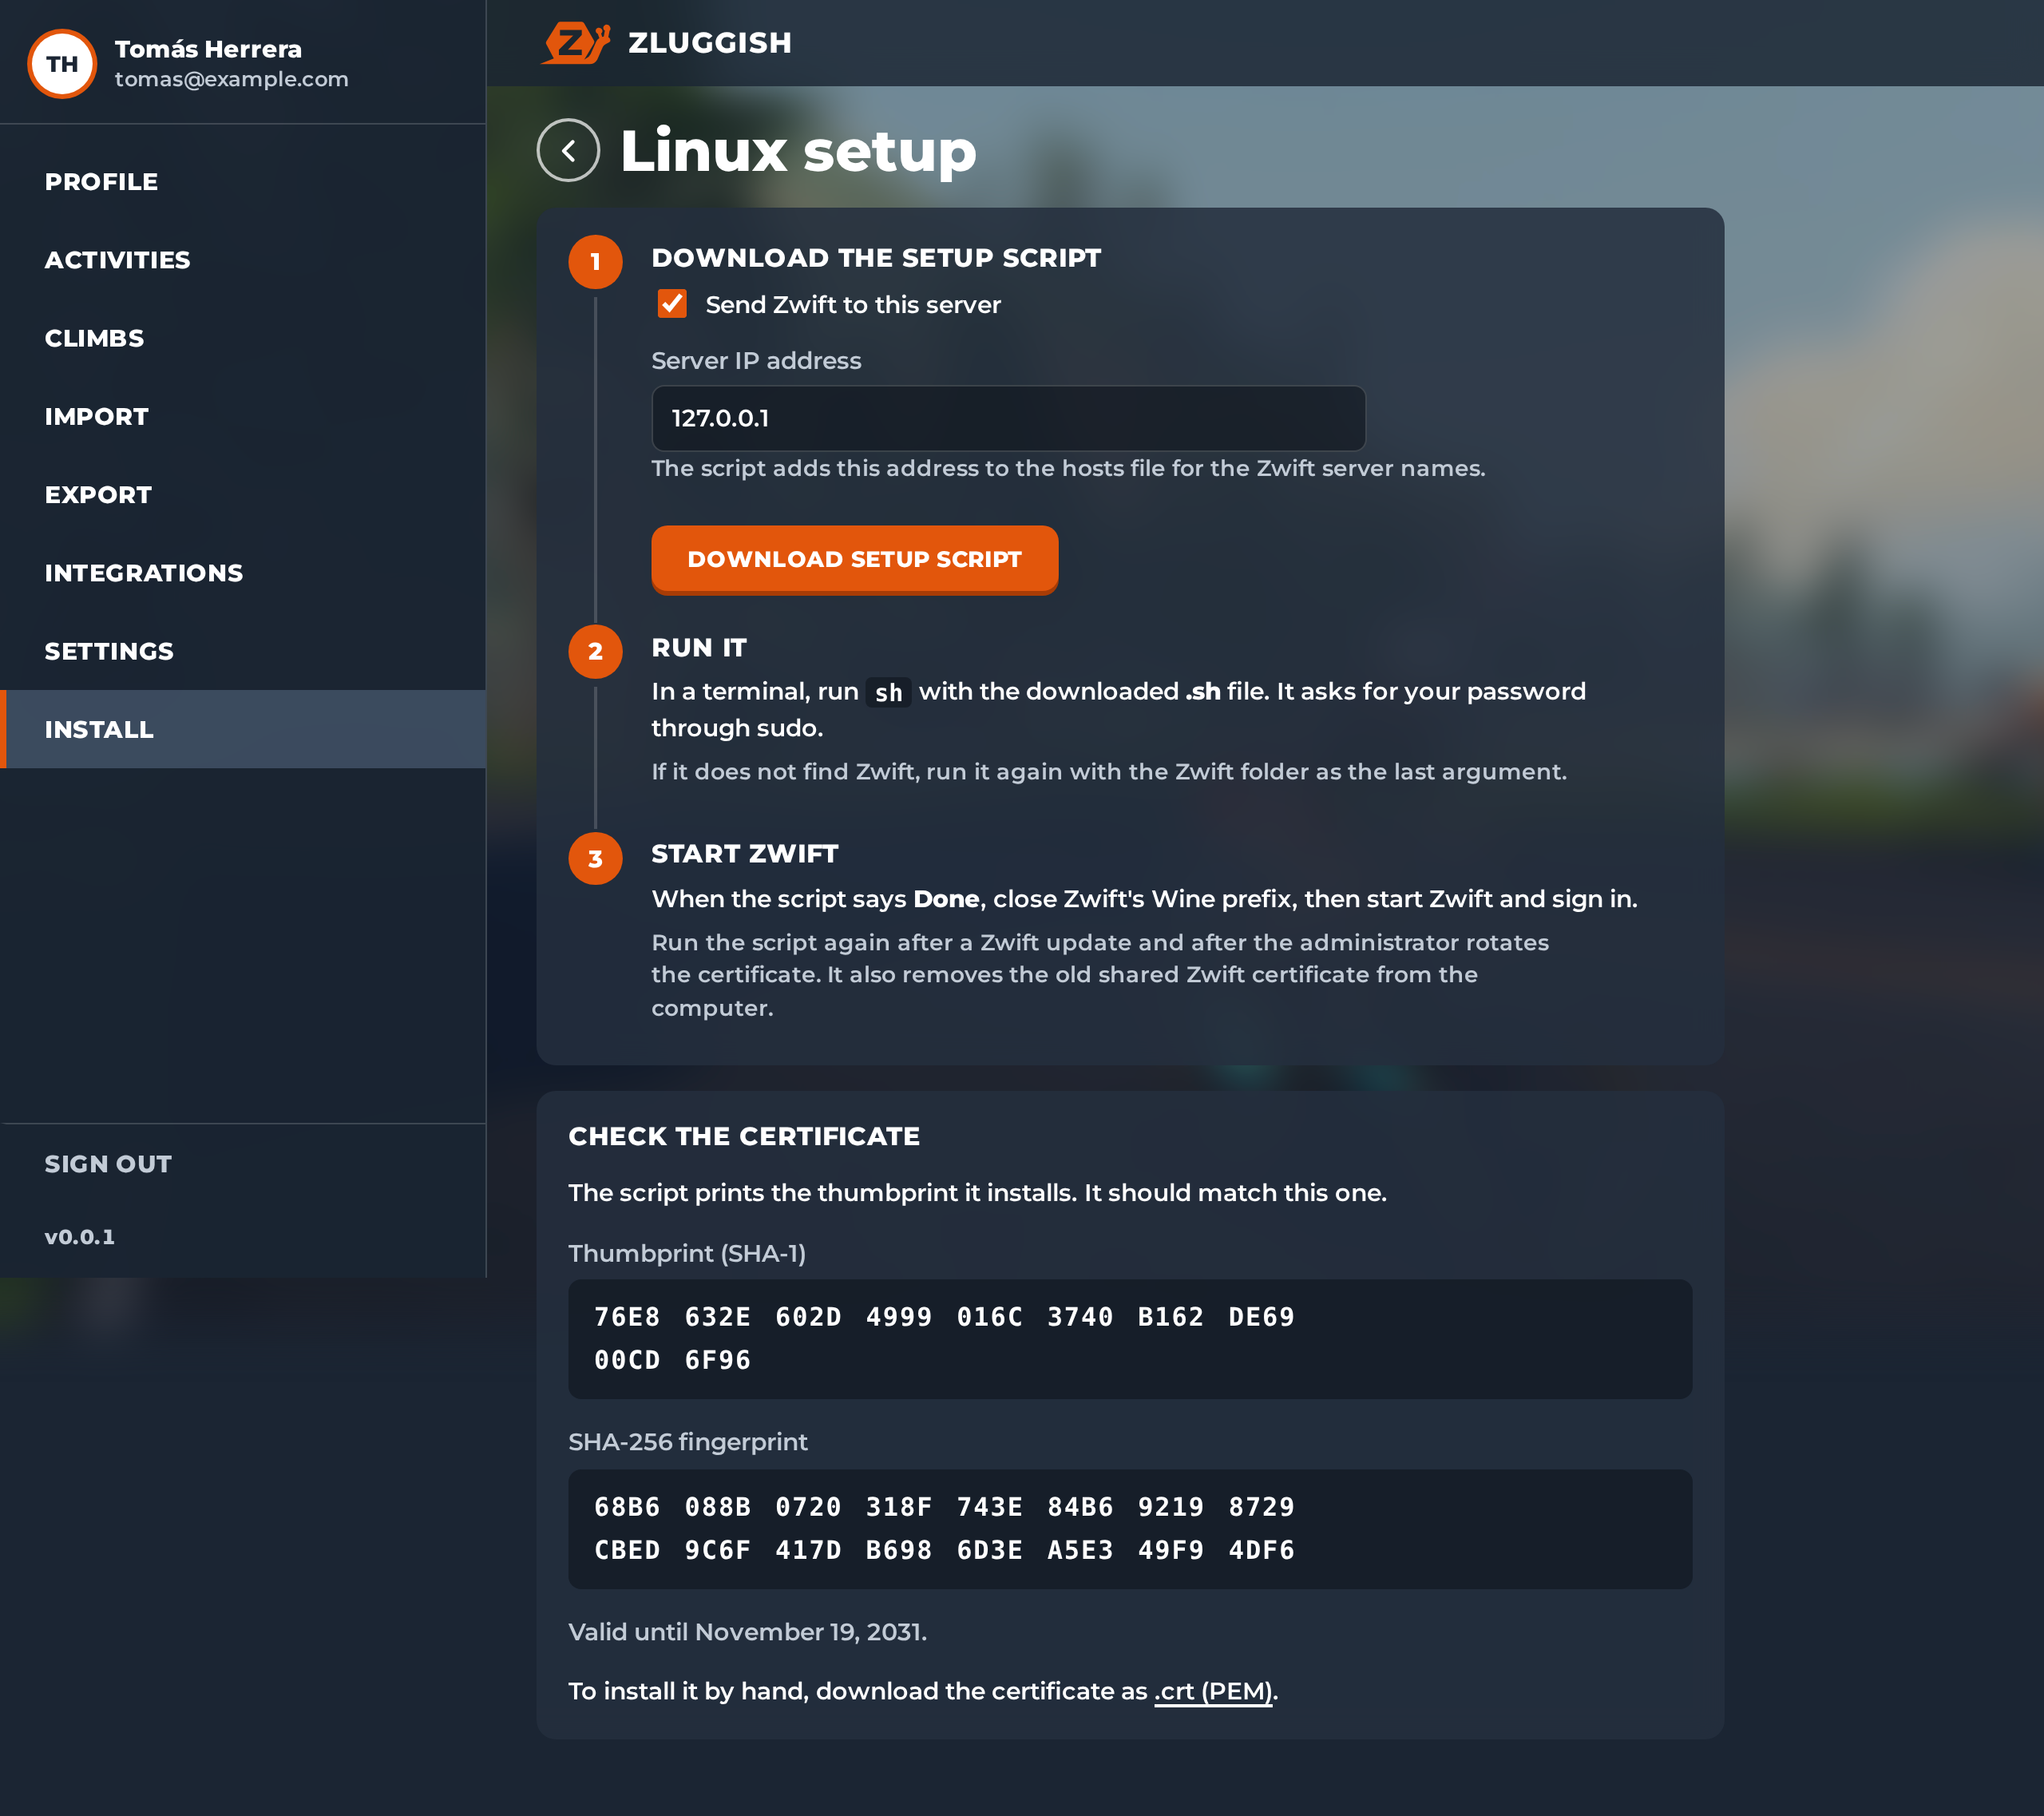 TH
Tomás Herrera
tomas@example.com
PROFILE
ACTIVITIES
CLIMBS
IMPORT
EXPORT
INTEGRATIONS
SETTINGS
INSTALL
SIGN OUT
v0.0.1
Z ZLUGGISH
Linux setup
1 DOWNLOAD THE SETUP SCRIPT
Send Zwift to this server
Server IP address
127.0.0.1
The script adds this address to the hosts file for the Zwift server names.
DOWNLOAD SETUP SCRIPT
2 RUN IT
In a terminal, run sh with the downloaded .sh file. It asks for your password
through sudo.
If it does not find Zwift, run it again with the Zwift folder as the last argument.
3 START ZWIFT
When the script says Done, close Zwift's Wine prefix, then start Zwift and sign in.
Run the script again after a Zwift update and after the administrator rotates
the certificate. It also removes the old shared Zwift certificate from the
computer.
CHECK THE CERTIFICATE
The script prints the thumbprint it installs. It should match this one.
Thumbprint (SHA-1)
76E8 632E 602D 4999 016C 3740 B162 DE69
00CD 6F96
SHA-256 fingerprint
68B6 088B 0720 318F 743E 84B6 9219 8729
CBED 9C6F 417D B698 6D3E A5E3 49F9 4DF6
Valid until November 19, 2031.
To install it by hand, download the certificate as .crt (PEM).